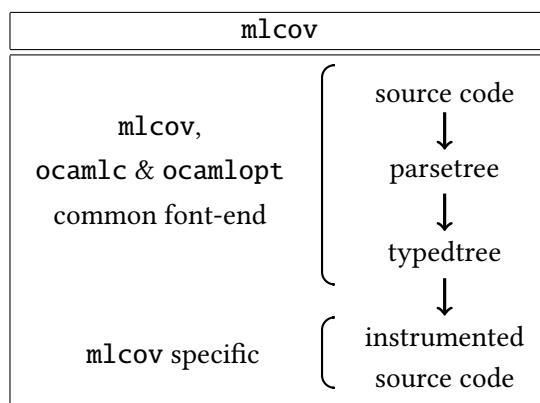 mlcov
mlcov,
ocamlc & ocamlopt
common font-end
source code
parsetree
typedtree
mlcov specific
instrumented
source code